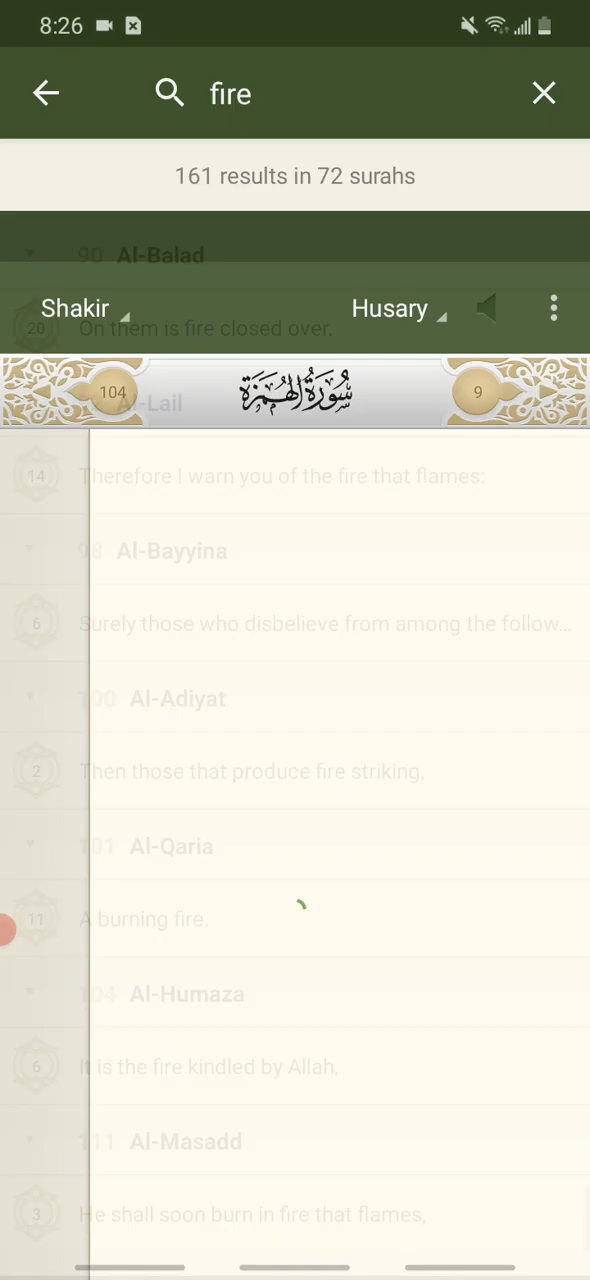 8:26
fire
161 results in 72 surahs
90 Al-Balad
Shakir
Husary
20 On them is fire closed over.
104
سُورَةُ الهُمَزَةِ
9
Al-Lail
14 Therefore I warn you of the fire that flames:
98 Al-Bayyina
6 Surely those who disbelieve from among the follow...
100 Al-Adiyat
2 Then those that produce fire striking,
101 Al-Qaria
11 A burning fire.
104 Al-Humaza
6 It is the fire kindled by Allah,
111 Al-Masadd
3 He shall soon burn in fire that flames,